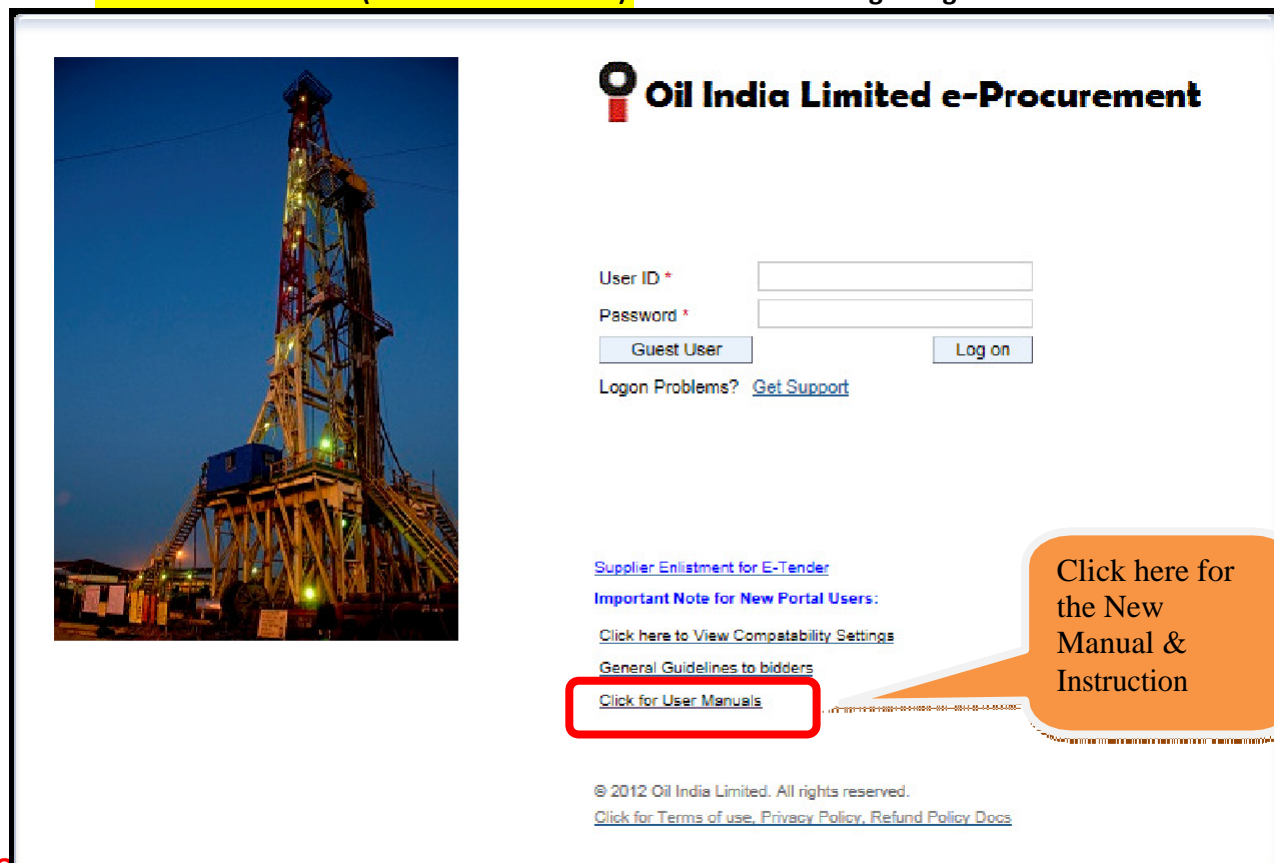 Oil India Limited e-Procurement
User ID *
Password *
Guest User
Log on
Logon Problems? Get Support
Supplier Enlistment for E-Tender
Important Note for New Portal Users:
Click here to View Compatability Settings
General Guidelines to bidders
Click for User Manuals
Click here for
the New
Manual &
Instruction
© 2012 Oil India Limited. All rights reserved.
Click for Terms of use, Privacy Policy, Refund Policy Docs